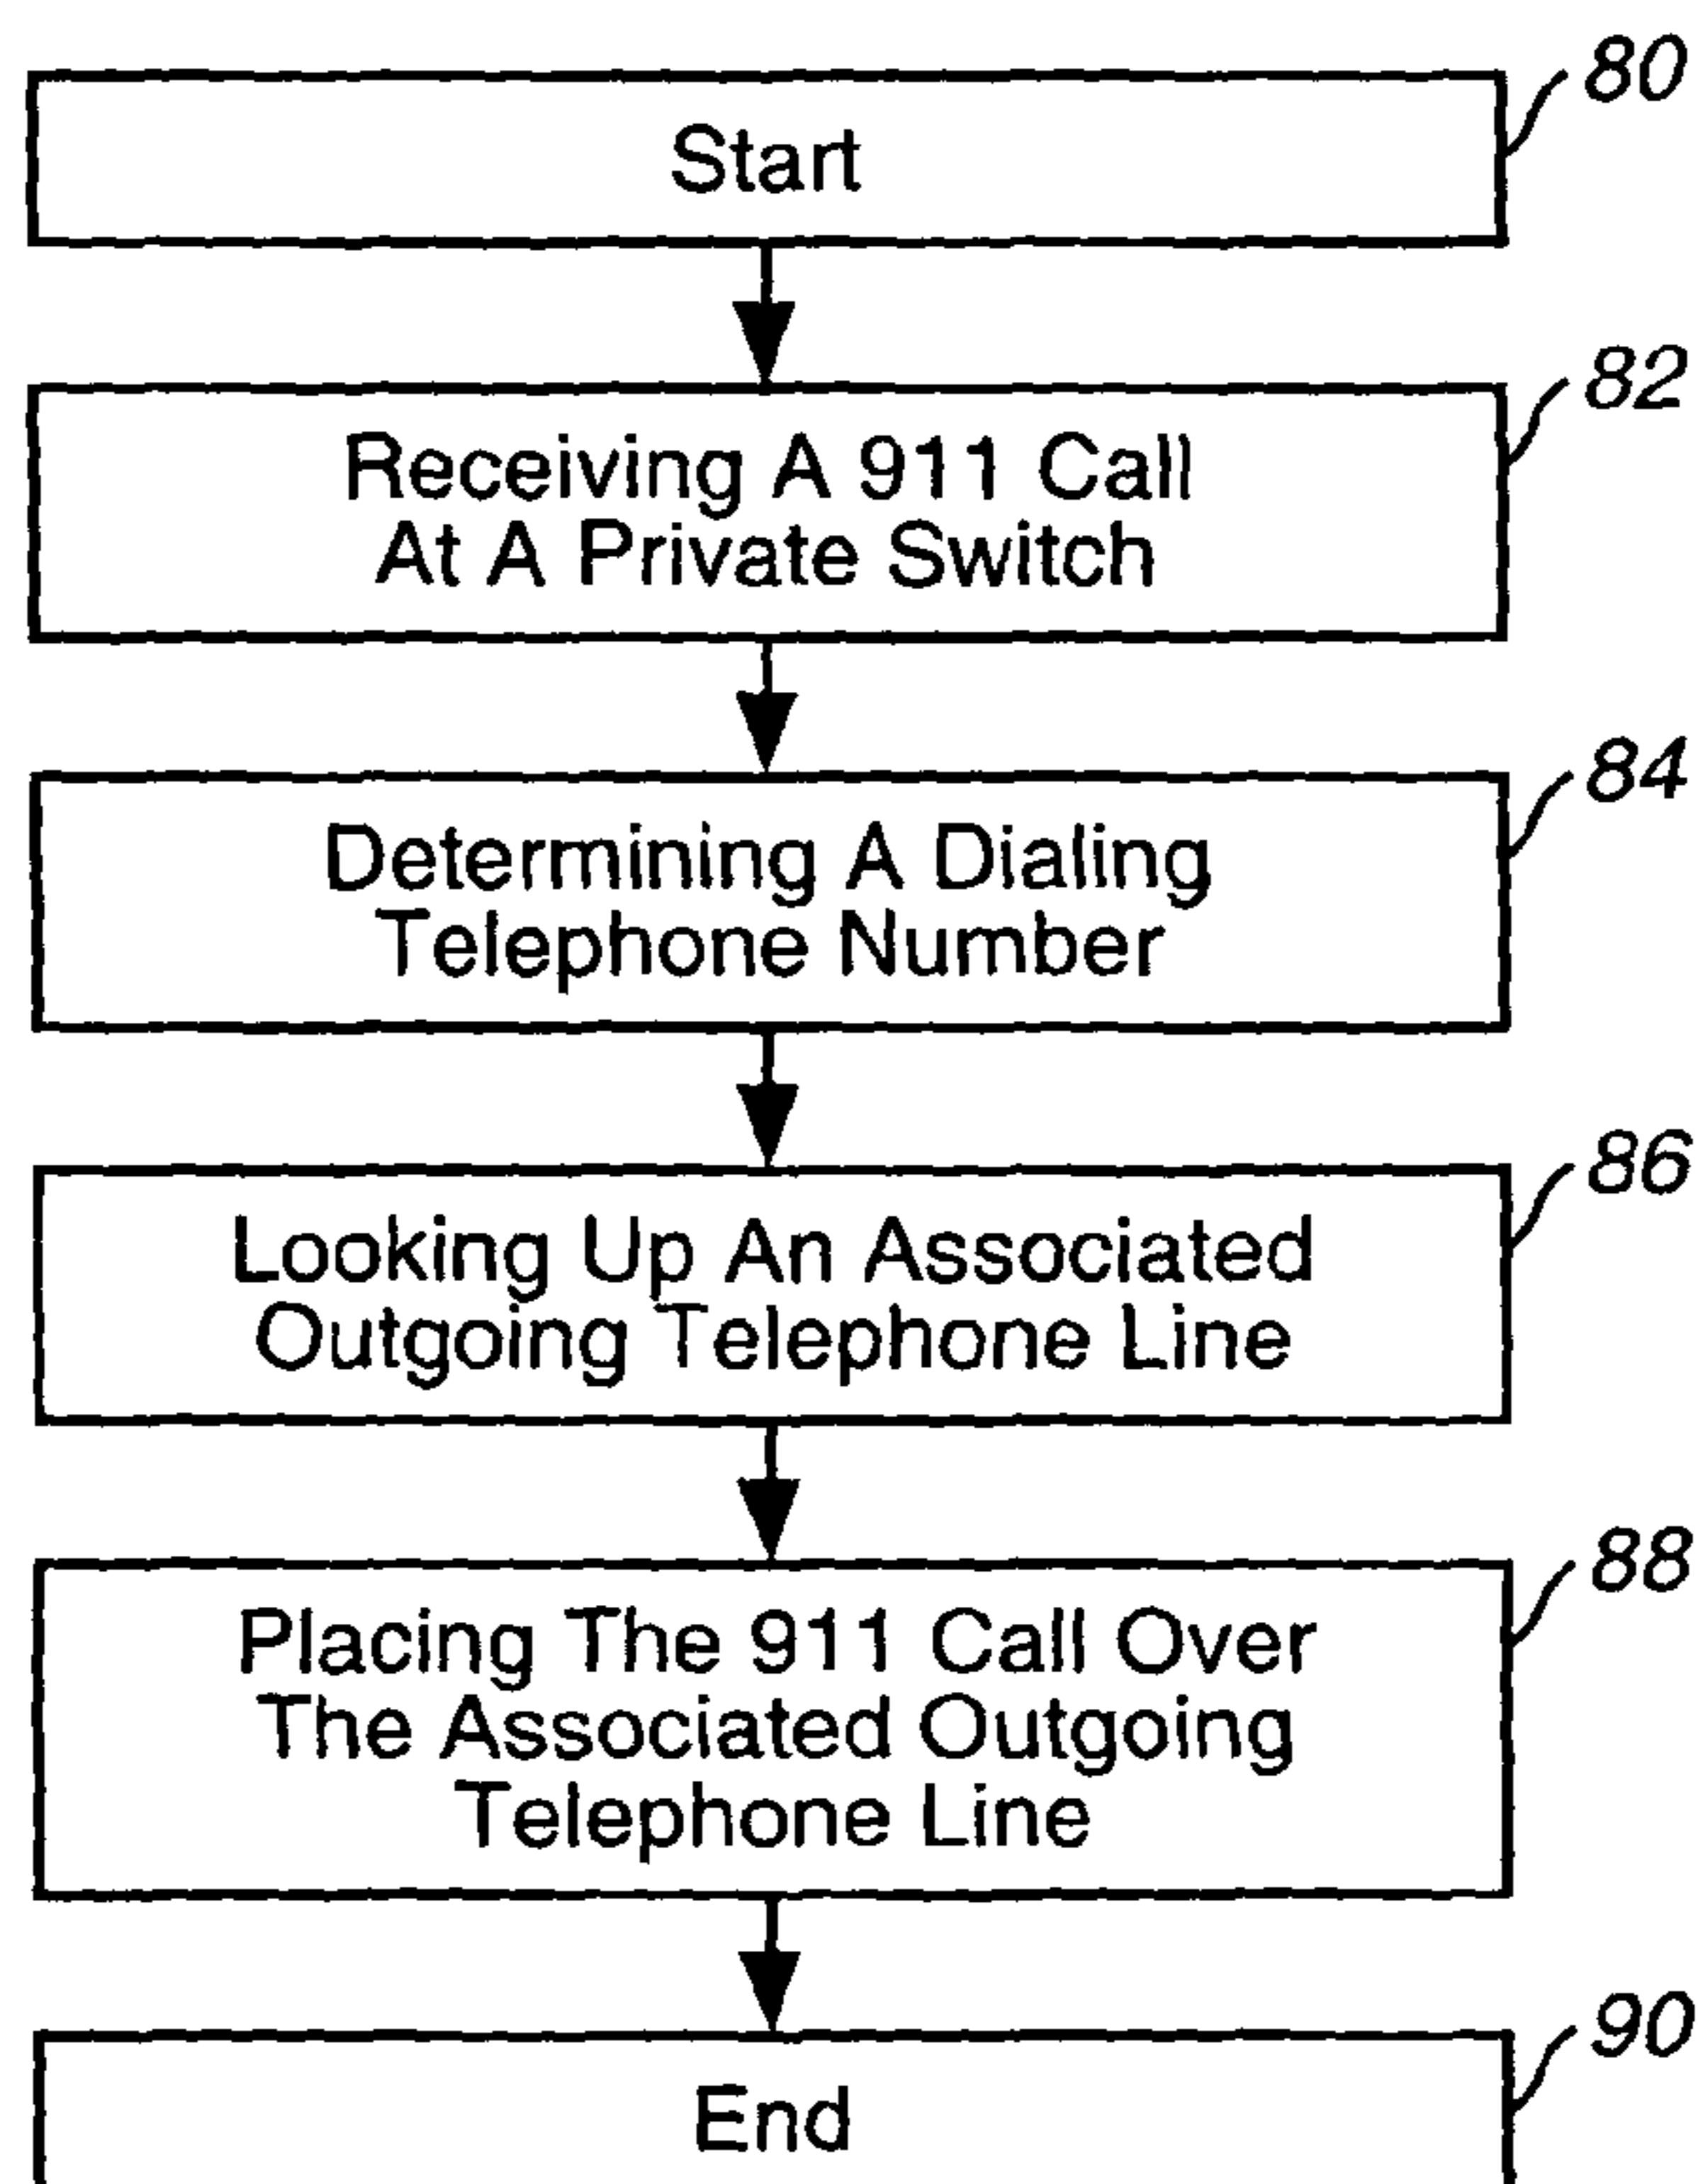 80
Start
82
Receiving A 911 Call
At A Private Switch
84
Determining A Dialing
Telephone Number
86
Looking Up An Associated
Outgoing Telephone Line
88
Placing The 911 Call Over
The Associated Outgoing
Telephone Line
90
End